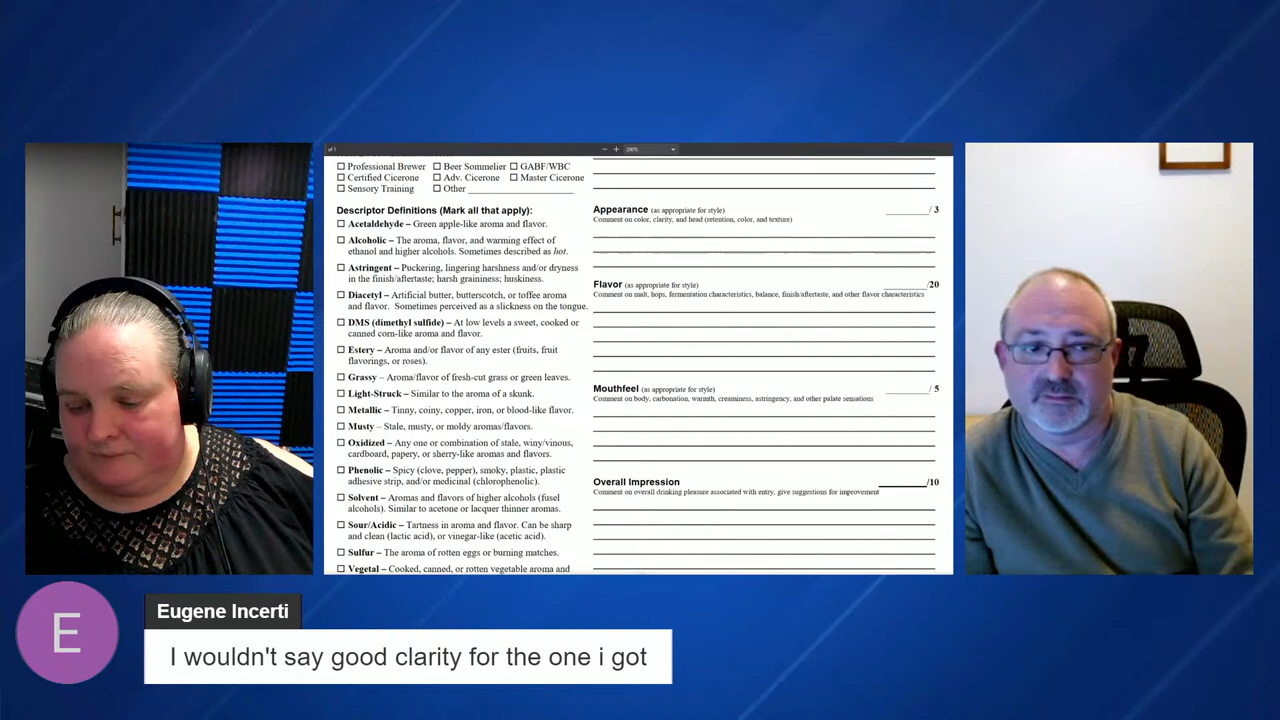 of 1
200%
☐ Professional Brewer ☐ Beer Sommelier ☐ GABF/WBC
☐ Certified Cicerone ☐ Adv. Cicerone ☐ Master Cicerone
☐ Sensory Training ☐ Other ____________________
Descriptor Definitions (Mark all that apply):
☐ Acetaldehyde – Green apple-like aroma and flavor.
☐ Alcoholic – The aroma, flavor, and warming effect of
ethanol and higher alcohols. Sometimes described as hot.
☐ Astringent – Puckering, lingering harshness and/or dryness
in the finish/aftertaste; harsh graininess; huskiness.
☐ Diacetyl – Artificial butter, butterscotch, or toffee aroma
and flavor. Sometimes perceived as a slickness on the tongue.
☐ DMS (dimethyl sulfide) – At low levels a sweet, cooked or
canned corn-like aroma and flavor.
☐ Estery – Aroma and/or flavor of any ester (fruits, fruit
flavorings, or roses).
☐ Grassy – Aroma/flavor of fresh-cut grass or green leaves.
☐ Light-Struck – Similar to the aroma of a skunk.
☐ Metallic – Tinny, coiny, copper, iron, or blood-like flavor.
☐ Musty – Stale, musty, or moldy aromas/flavors.
☐ Oxidized – Any one or combination of stale, winy/vinous,
cardboard, papery, or sherry-like aromas and flavors.
☐ Phenolic – Spicy (clove, pepper), smoky, plastic, plastic
adhesive strip, and/or medicinal (chlorophenolic).
☐ Solvent – Aromas and flavors of higher alcohols (fusel
alcohols). Similar to acetone or lacquer thinner aromas.
☐ Sour/Acidic – Tartness in aroma and flavor. Can be sharp
and clean (lactic acid), or vinegar-like (acetic acid).
☐ Sulfur – The aroma of rotten eggs or burning matches.
☐ Vegetal – Cooked, canned, or rotten vegetable aroma and
Appearance (as appropriate for style) ________/ 3
Comment on color, clarity, and head (retention, color, and texture)
Flavor (as appropriate for style) ________/20
Comment on malt, hops, fermentation characteristics, balance, finish/aftertaste, and other flavor characteristics
Mouthfeel (as appropriate for style) ________/ 5
Comment on body, carbonation, warmth, creaminess, astringency, and other palate sensations
Overall Impression ________/10
Comment on overall drinking pleasure associated with entry, give suggestions for improvement
E
Eugene Incerti
I wouldn't say good clarity for the one i got